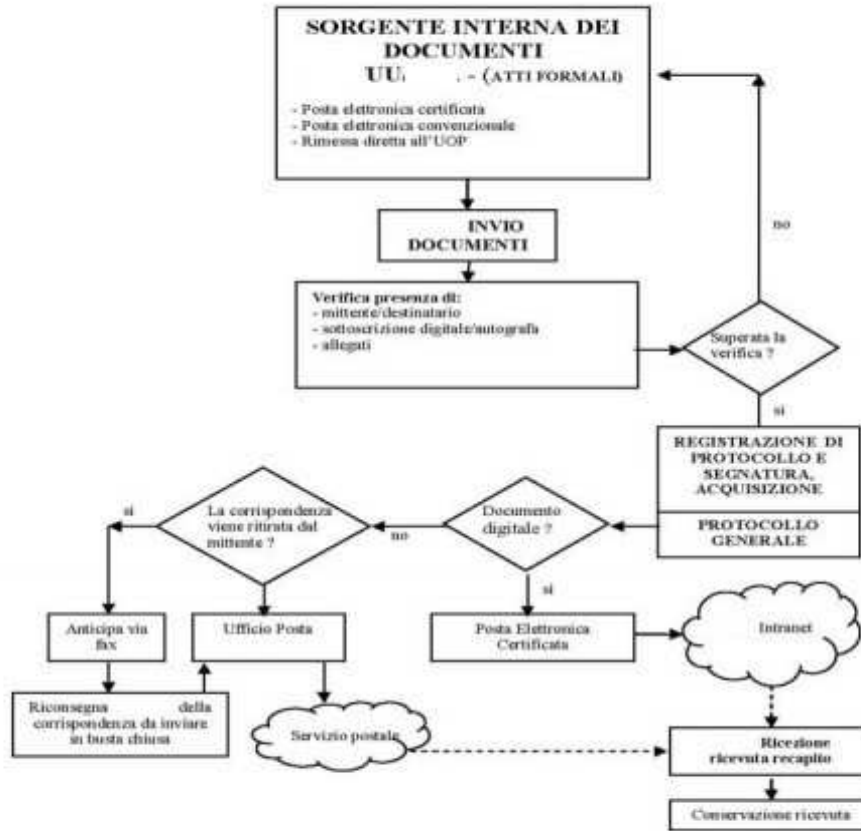 SORGENTE INTERNA DEI
DOCUMENTI
UU. . - (ATTI FORMALI)
- Posta elettronica certificata
- Posta elettronica convenzionale
- Rimessa diretta all'UOP
INVIO
DOCUMENTI
no
Verifica presenza di:
- mittente/destinatario
- sottoscrizione digitale/autografa
- allegati
Superata la
verifica ?
si
REGISTRAZIONE DI
PROTOCOLLO E
SEGNATURA,
ACQUISIZIONE
PROTOCOLLO
GENERALE
Documento
digitale ?
no
si
La corrispondenza
viene ritirata dal
mittente ?
si
Anticipa via
fax
Ufficio Posta
Posta Elettronica
Certificata
Intranet
Riconsegna della
corrispondenza da inviare
in busta chiusa
Servizio postale
Ricezione
ricevuta recapito
Conservazione ricevuta